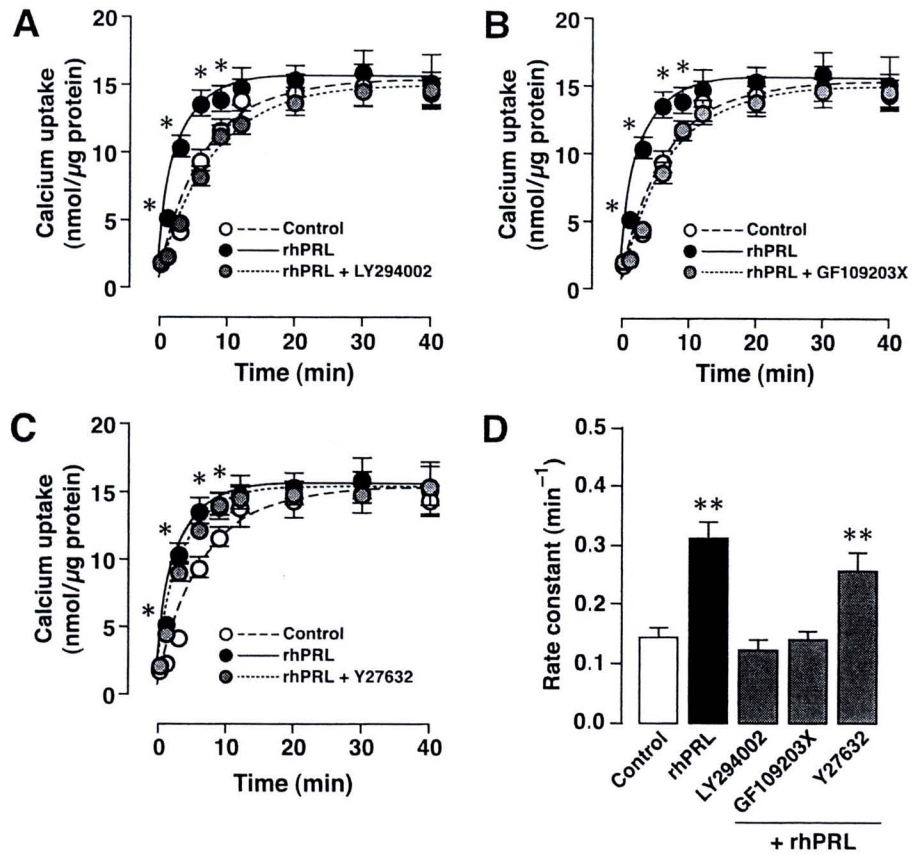 A
Calcium uptake
(nmol/µg protein)
20
15
10
5
0
*
*
*
*
Control
rhPRL
rhPRL + LY294002
0
10
20
30
40
Time (min)
B
Calcium uptake
(nmol/µg protein)
20
15
10
5
0
*
*
*
*
Control
rhPRL
rhPRL + GF109203X
0
10
20
30
40
Time (min)
C
Calcium uptake
(nmol/µg protein)
20
15
10
5
0
*
*
*
*
Control
rhPRL
rhPRL + Y27632
0
10
20
30
40
Time (min)
D
Rate constant (min⁻¹)
0.5
0.4
0.3
0.2
0.1
0.0
**
**
Control
rhPRL
LY294002
GF109203X
Y27632
+ rhPRL